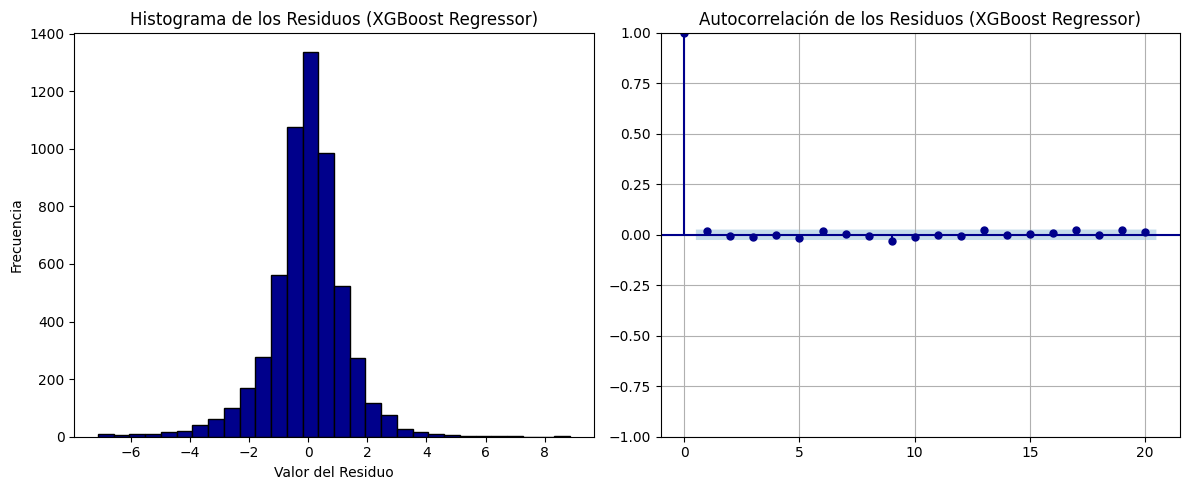 Histograma de los Residuos (XGBoost Regressor)
1400
1200
1000
800
600
400
200
0
Frecuencia
−6 −4 −2 0 2 4 6 8
Valor del Residuo
Autocorrelación de los Residuos (XGBoost Regressor)
1.00
0.75
0.50
0.25
0.00
−0.25
−0.50
−0.75
−1.00
0 5 10 15 20